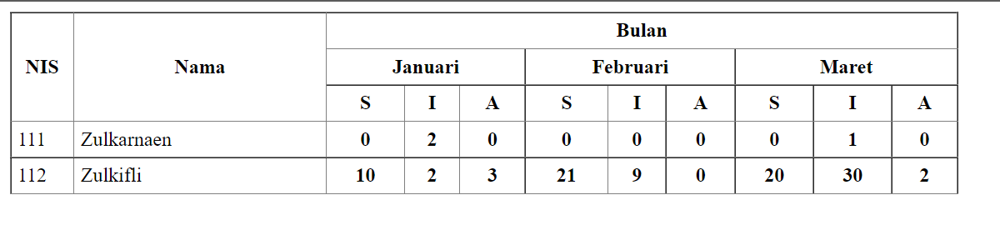 Bulan
NIS Nama Januari Februari Maret
S I A S I A S I A
111 Zulkarnaen 0 2 0 0 0 0 0 1 0
112 Zulkifli 10 2 3 21 9 0 20 30 2